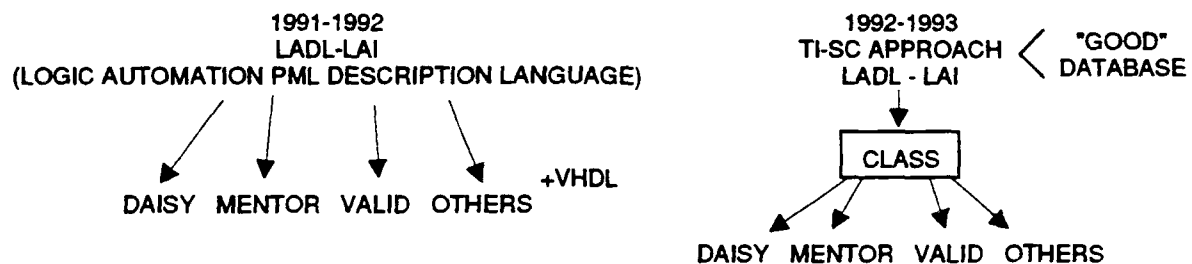 1991-1992
LADL-LAI
(LOGIC AUTOMATION PML DESCRIPTION LANGUAGE)
DAISY MENTOR VALID OTHERS +VHDL
1992-1993
TI-SC APPROACH
LADL - LAI
"GOOD"
DATABASE
CLASS
DAISY MENTOR VALID OTHERS